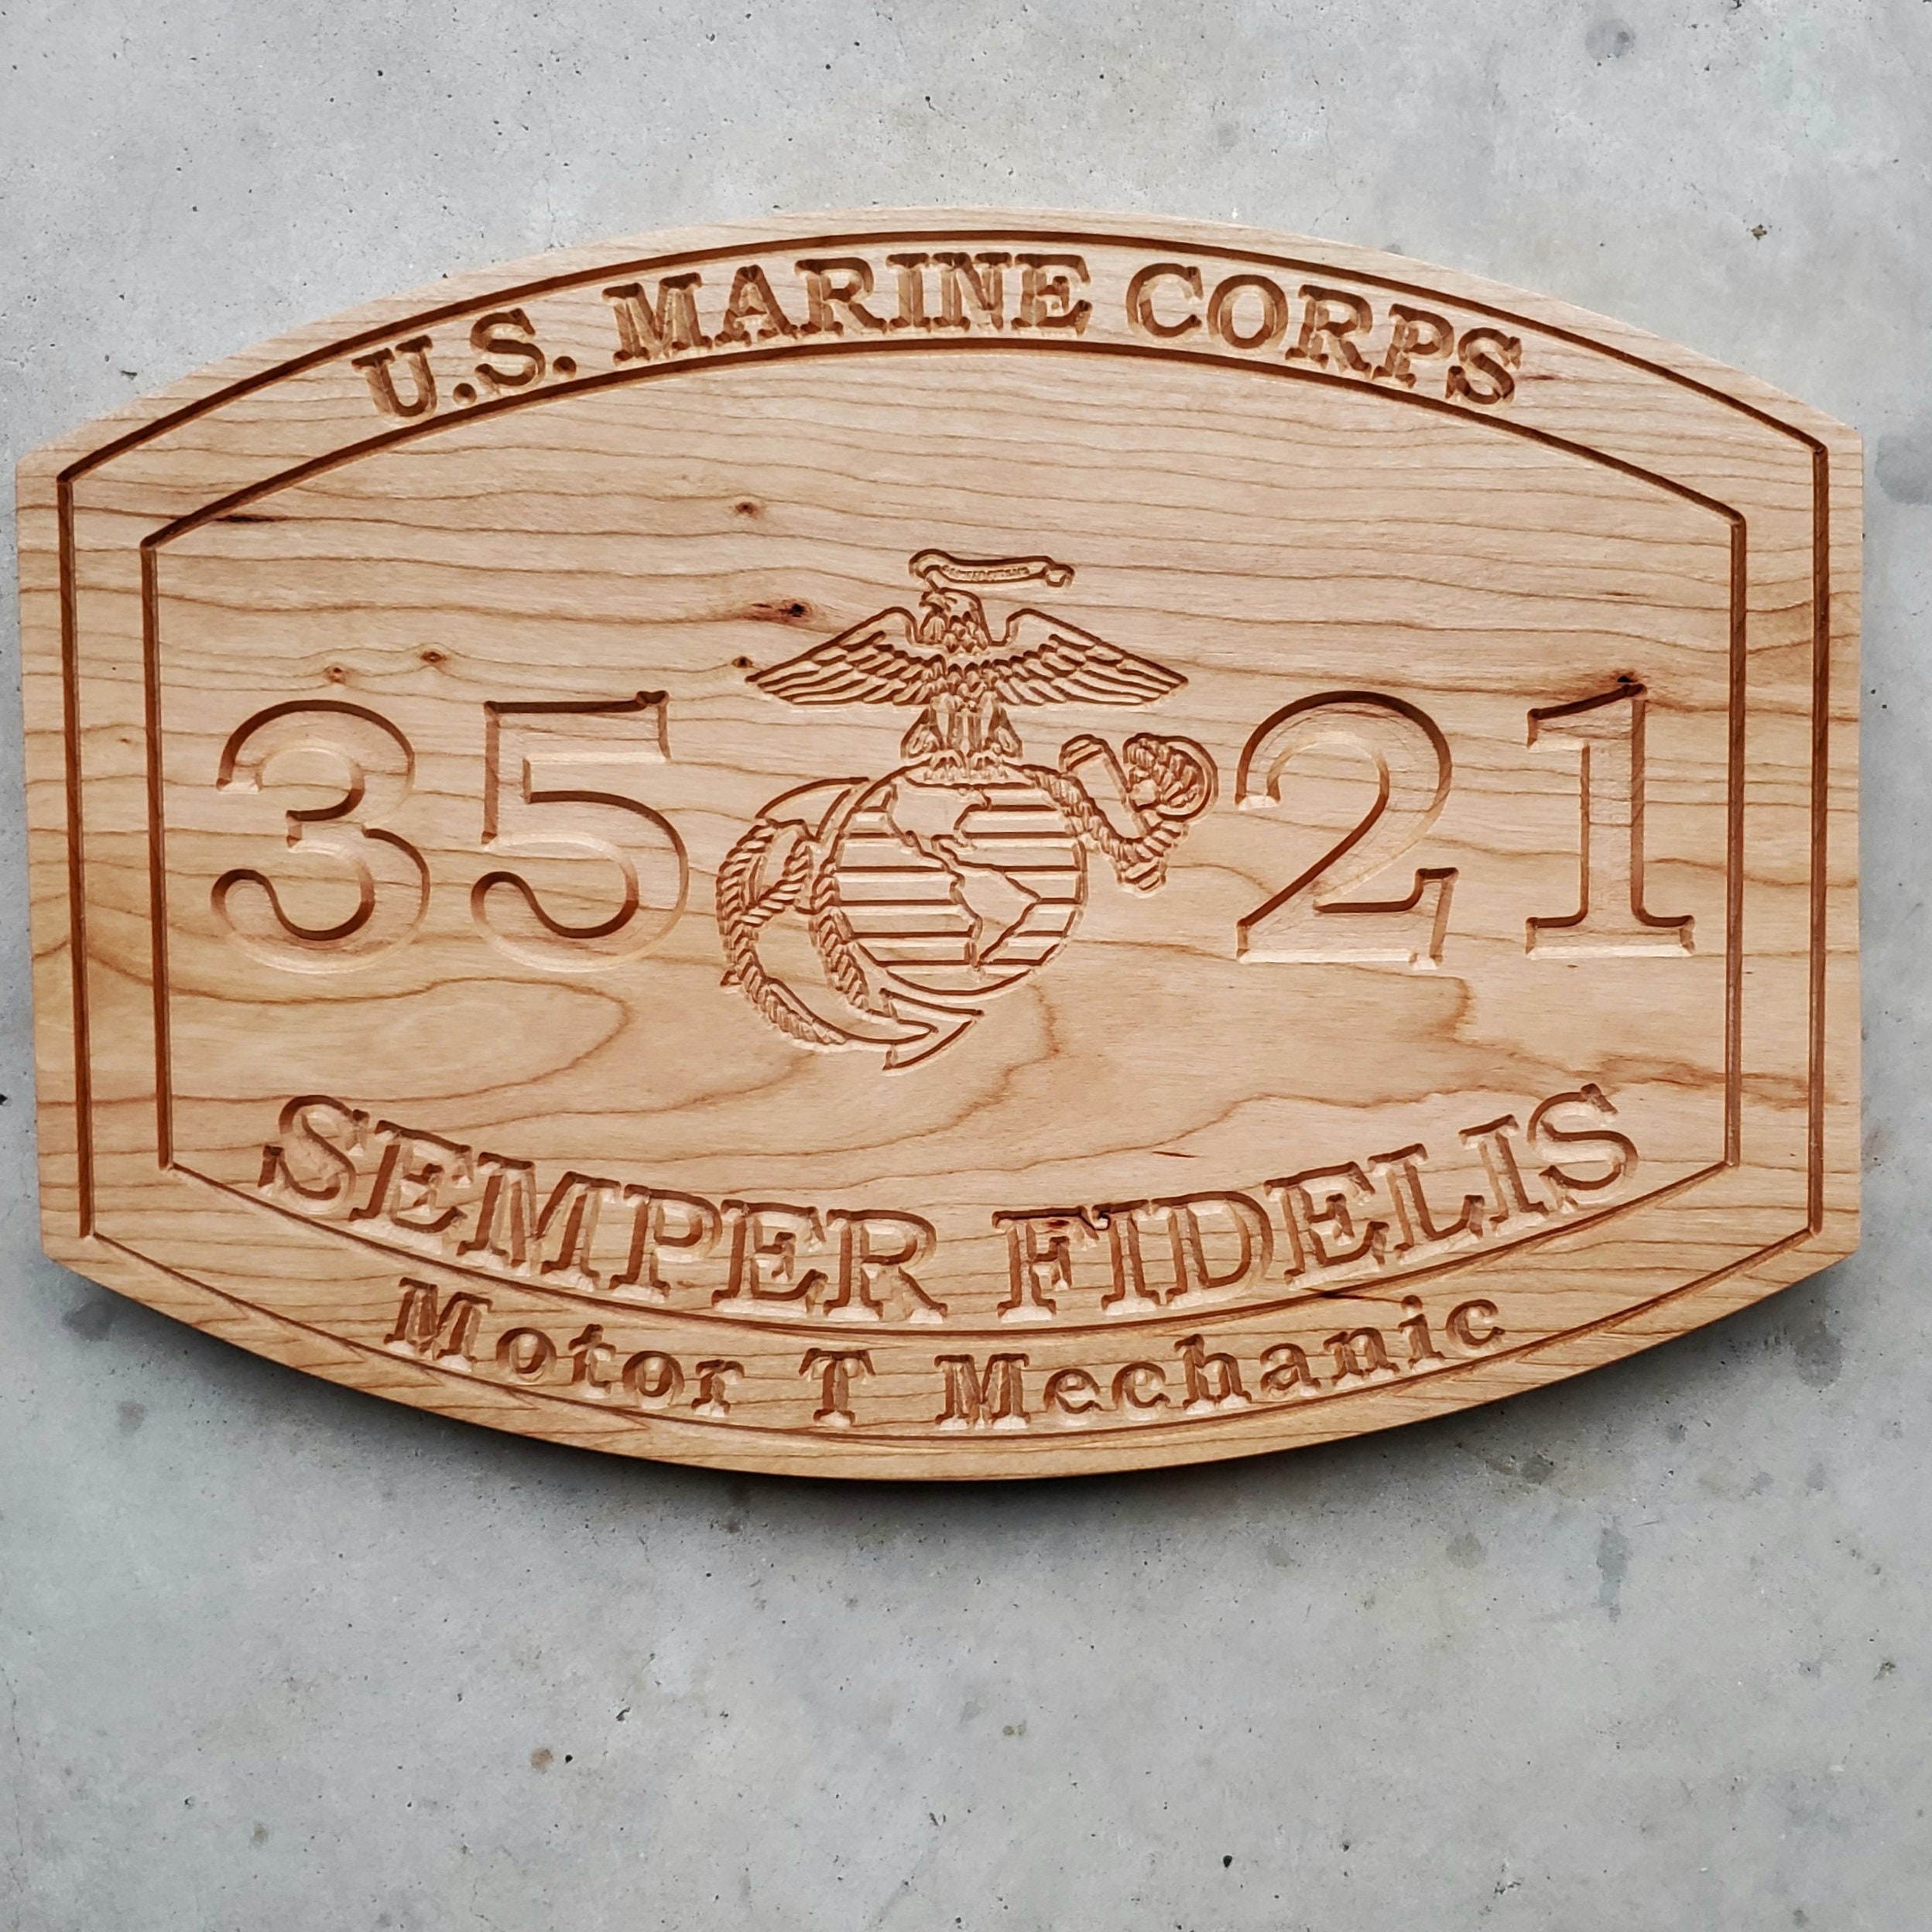 U.S. MARINE CORPS
35 21
SEMPER FIDELIS
Motor T Mechanic